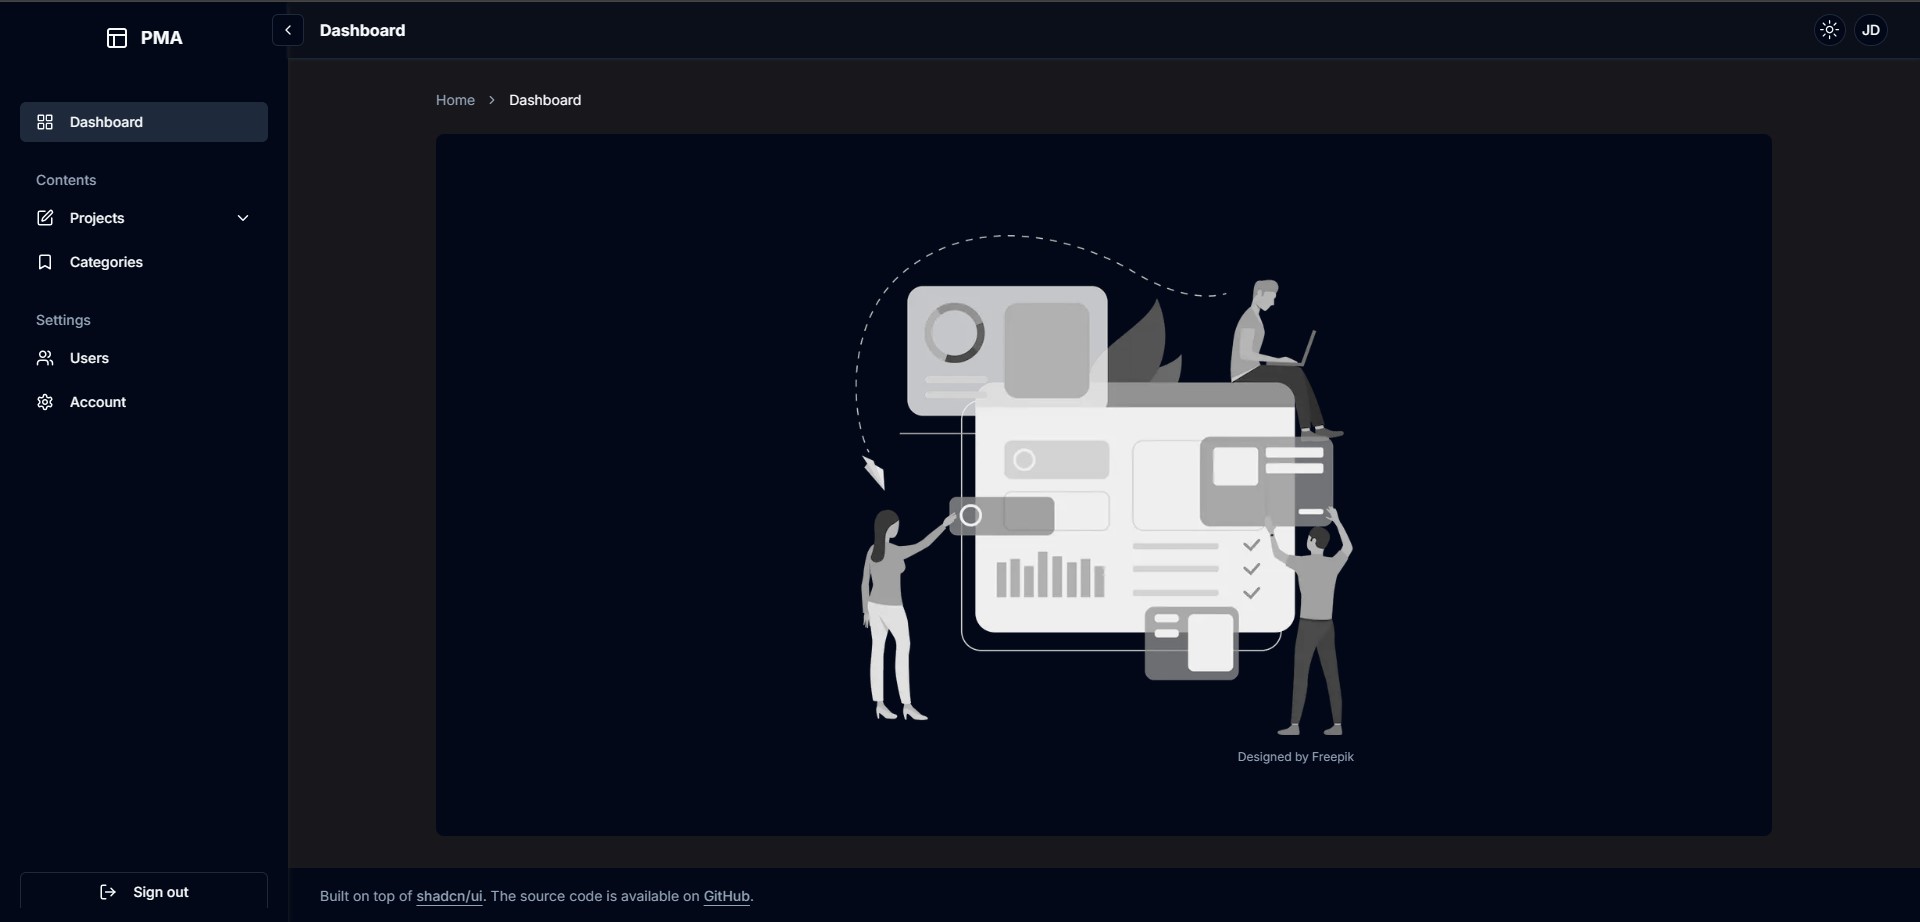 PMA
Dashboard
JD
Home > Dashboard
Dashboard
Contents
Projects
Categories
Settings
Users
Account
Designed by Freepik
Sign out
Built on top of shadcn/ui. The source code is available on GitHub.